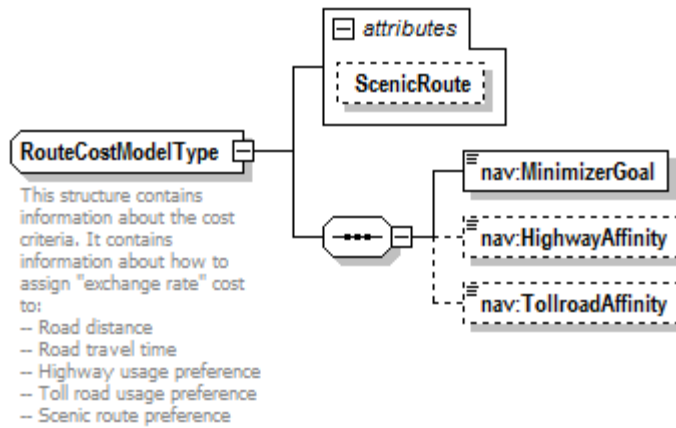 attributes
ScenicRoute
RouteCostModelType
This structure contains
information about the cost
criteria. It contains
information about how to
assign "exchange rate" cost
to:
-- Road distance
-- Road travel time
-- Highway usage preference
-- Toll road usage preference
-- Scenic route preference
nav:MinimizerGoal
nav:HighwayAffinity
nav:TollroadAffinity